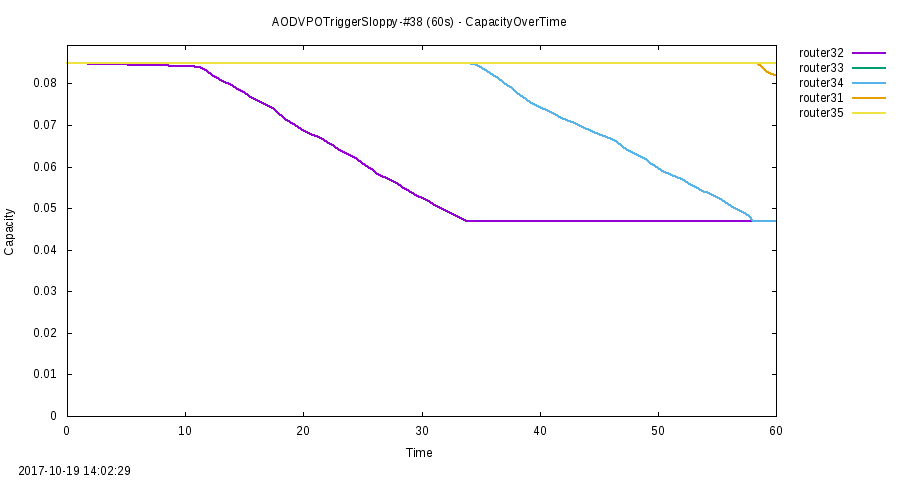 AODVPOTriggerSloppy-#38 (60s) - CapacityOverTime
router32
router33
router34
router31
router35
0.08
0.07
0.06
0.05
0.04
0.03
0.02
0.01
0
Capacity
0 10 20 30 40 50 60
Time
2017-10-19 14:02:29